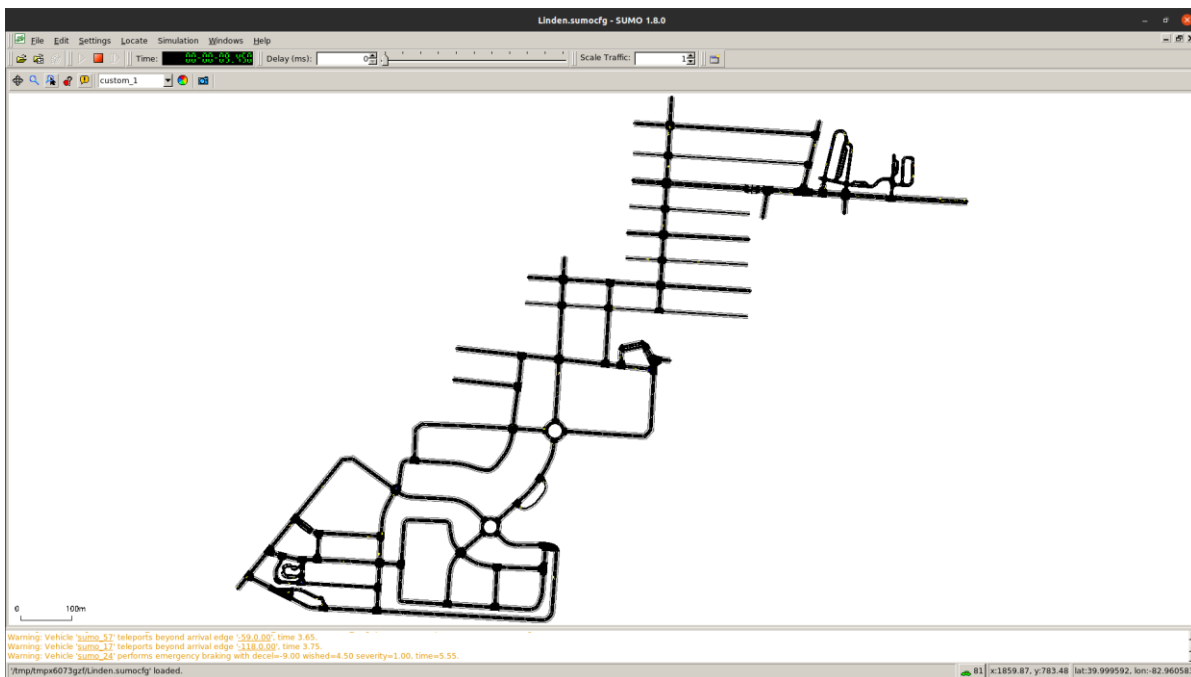 Linden.sumocfg - SUMO 1.8.0
File Edit Settings Locate Simulation Windows Help
Time: 00:00:09.450 Delay (ms): 0 Scale Traffic: 1
custom_1
0 100m
Warning: Vehicle 'sumo_57' teleports beyond arrival edge '-59.0.00', time 3.65.
Warning: Vehicle 'sumo_17' teleports beyond arrival edge '-118.0.00', time 3.75.
Warning: Vehicle 'sumo_24' performs emergency braking with decel=-9.00 wished=4.50 severity=1.00, time=5.55.
'/tmp/tmpx6073gzf/Linden.sumocfg' loaded. 81 x:1859.87, y:783.48 lat:39.999592, lon:-82.96058